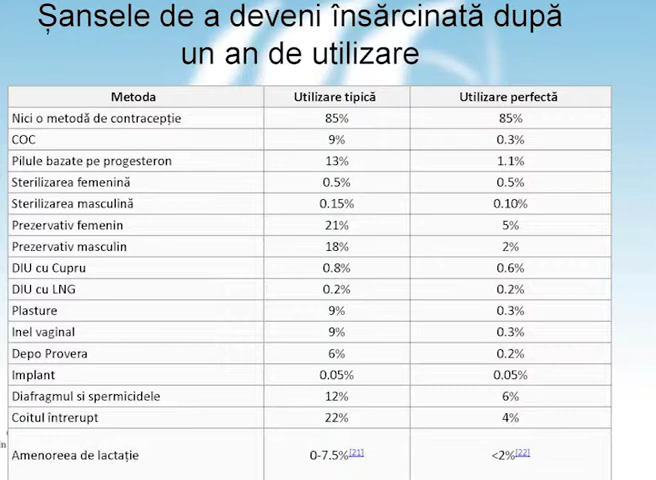 Șansele de a deveni însărcinată după
un an de utilizare
Metoda Utilizare tipică Utilizare perfectă
Nici o metodă de contracepție 85% 85%
COC 9% 0.3%
Pilule bazate pe progesteron 13% 1.1%
Sterilizarea femenină 0.5% 0.5%
Sterilizarea masculină 0.15% 0.10%
Prezervativ femenin 21% 5%
Prezervativ masculin 18% 2%
DIU cu Cupru 0.8% 0.6%
DIU cu LNG 0.2% 0.2%
Plasture 9% 0.3%
Inel vaginal 9% 0.3%
Depo Provera 6% 0.2%
Implant 0.05% 0.05%
Diafragmul si spermicidele 12% 6%
Coitul întrerupt 22% 4%
Amenoreea de lactație 0-7.5%[21] <2%[22]